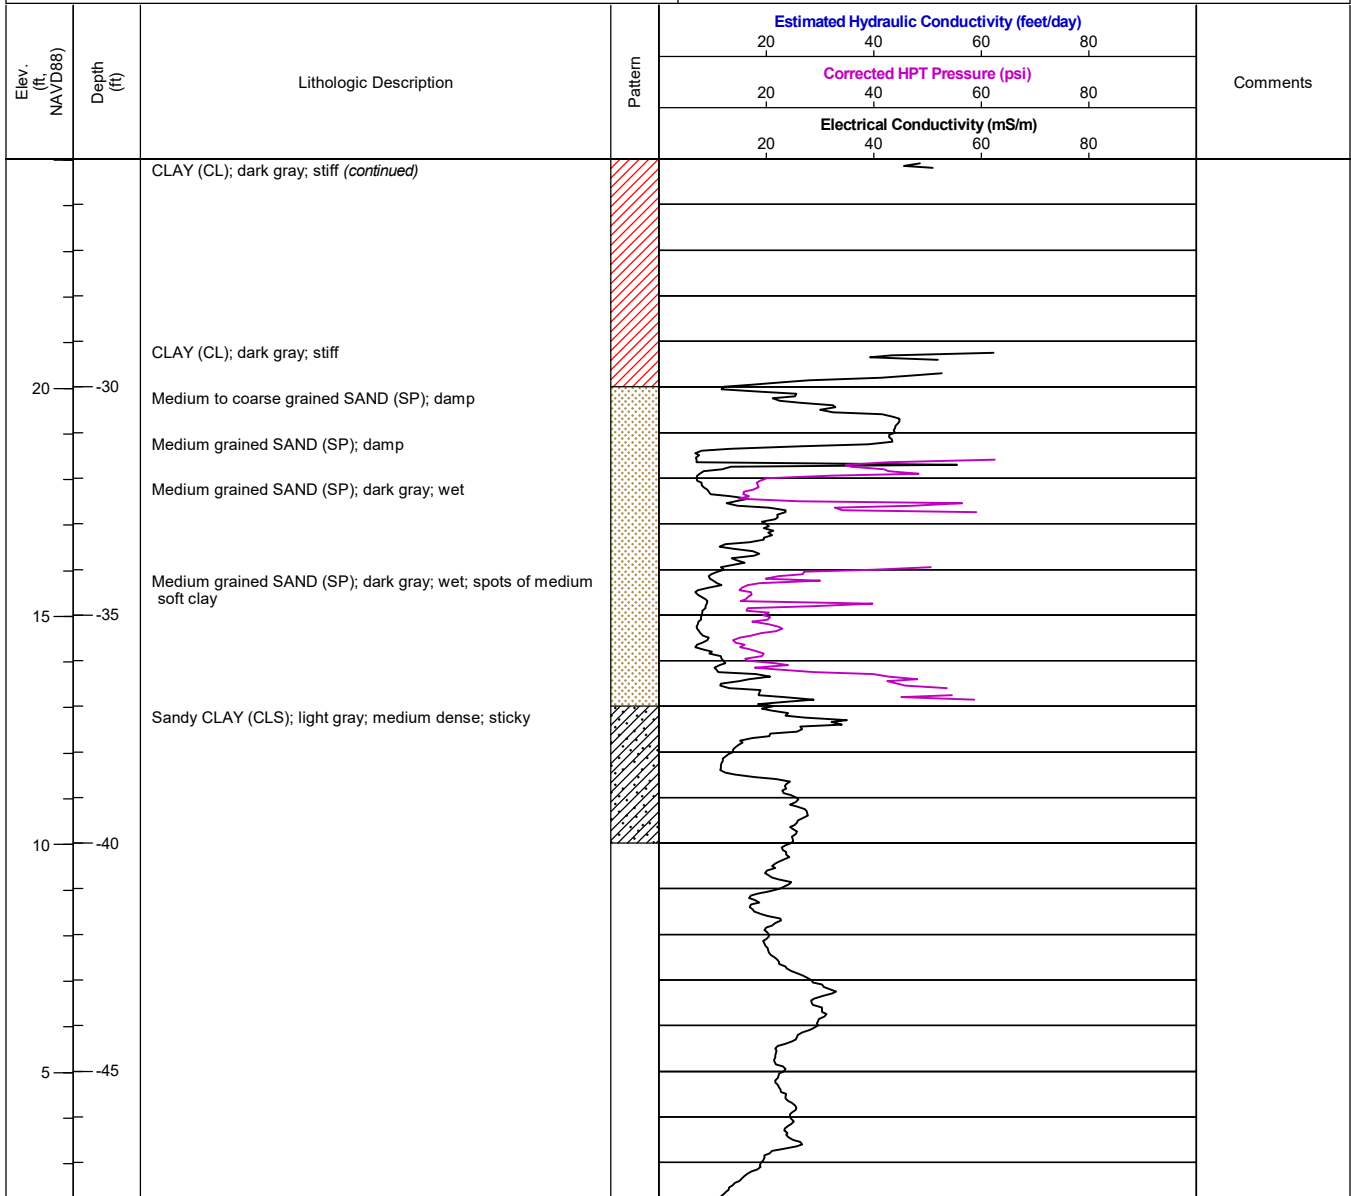 Estimated Hydraulic Conductivity (feet/day)
20 40 60 80
Corrected HPT Pressure (psi)
20 40 60 80
Electrical Conductivity (mS/m)
20 40 60 80
Elev.
(ft,
NAVD88)
Depth
(ft)
Lithologic Description
Pattern
Comments
CLAY (CL); dark gray; stiff (continued)
CLAY (CL); dark gray; stiff
20 -30
Medium to coarse grained SAND (SP); damp
Medium grained SAND (SP); damp
Medium grained SAND (SP); dark gray; wet
Medium grained SAND (SP); dark gray; wet; spots of medium
soft clay
15 -35
Sandy CLAY (CLS); light gray; medium dense; sticky
10 -40
5 -45